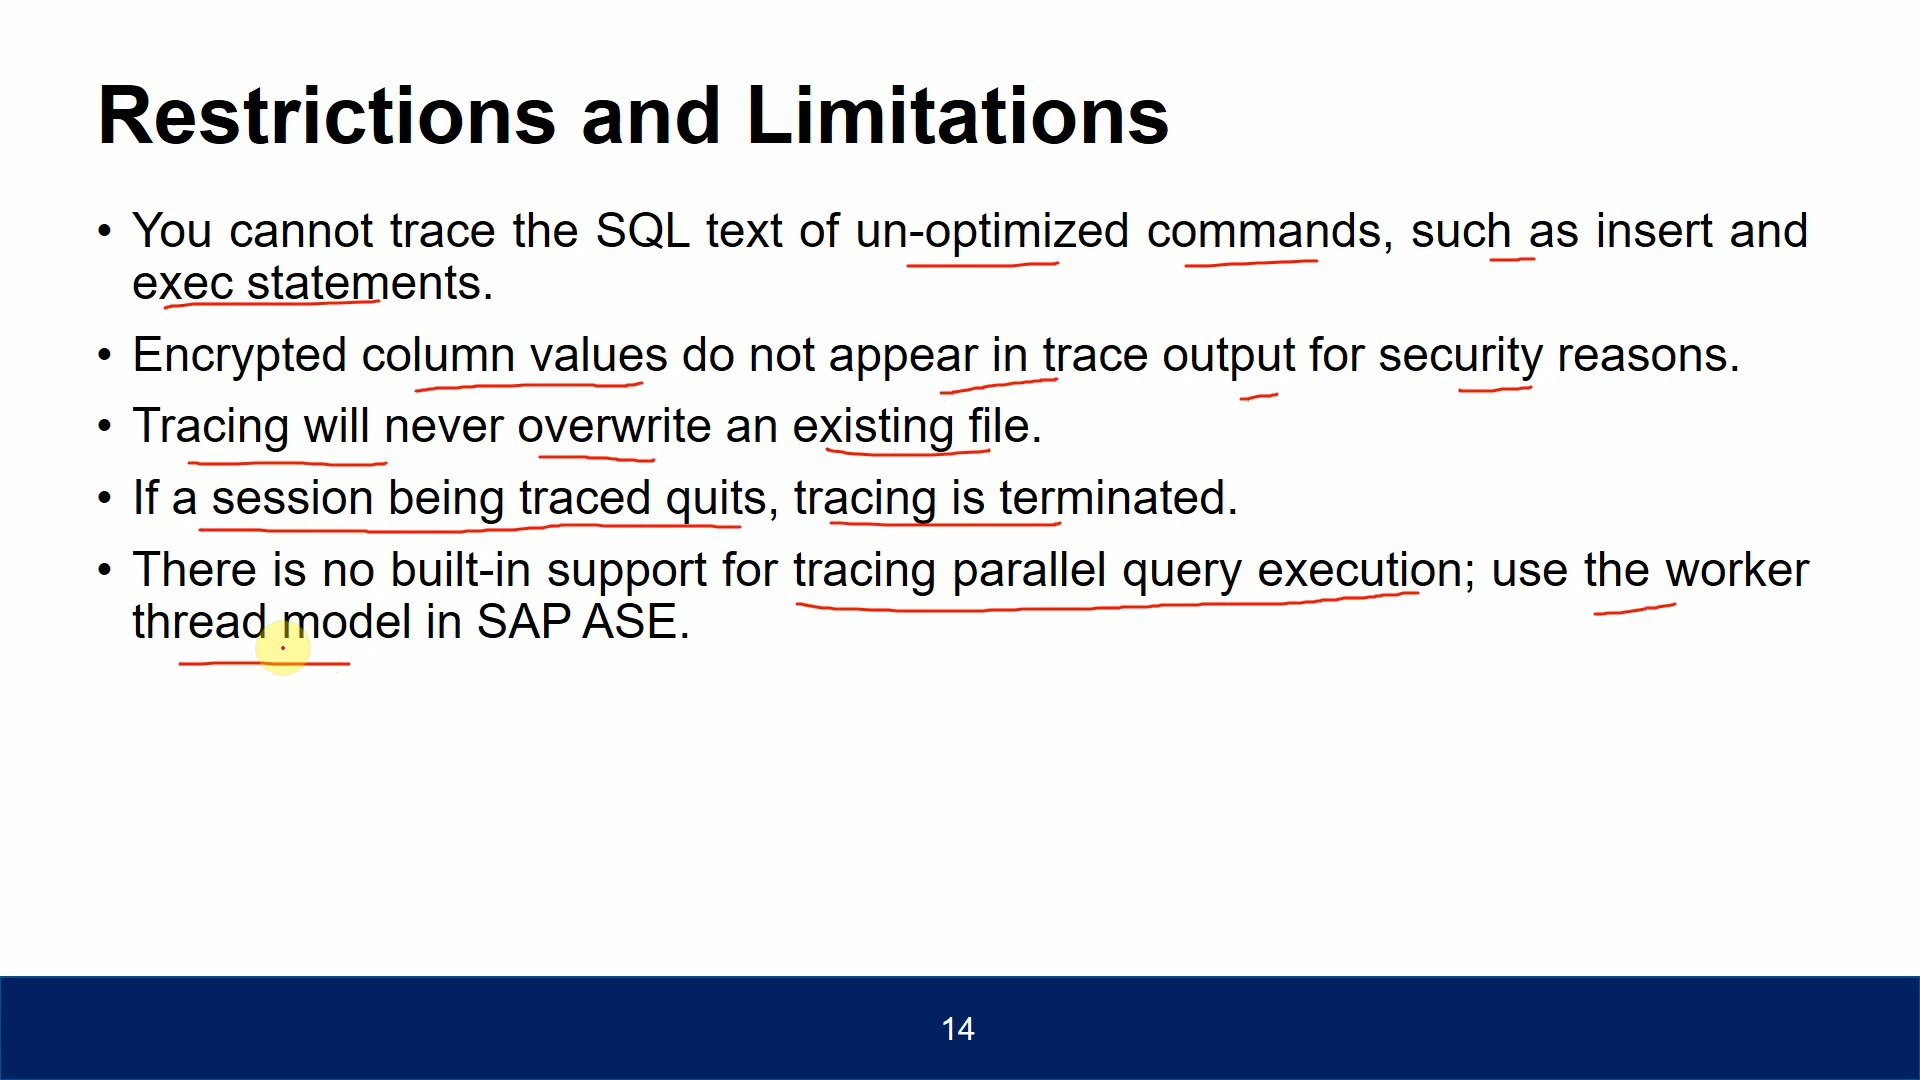 Restrictions and Limitations
• You cannot trace the SQL text of un-optimized commands, such as insert and
exec statements.
• Encrypted column values do not appear in trace output for security reasons.
• Tracing will never overwrite an existing file.
• If a session being traced quits, tracing is terminated.
• There is no built-in support for tracing parallel query execution; use the worker
thread model in SAP ASE.
14